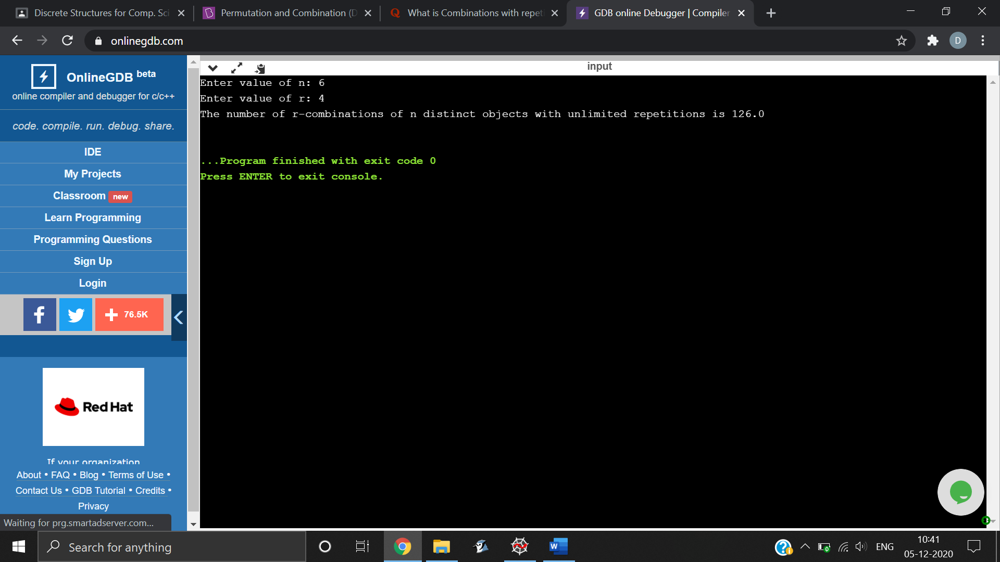 Discrete Structures for Comp. Sci
Permutation and Combination (D
What is Combinations with repeti
GDB online Debugger | Compiler
onlinegdb.com
D
OnlineGDB beta
online compiler and debugger for c/c++
code. compile. run. debug. share.
IDE
My Projects
Classroom new
Learn Programming
Programming Questions
Sign Up
Login
76.5K
Red Hat
If your organization
About • FAQ • Blog • Terms of Use •
Contact Us • GDB Tutorial • Credits •
Privacy
Waiting for prg.smartadserver.com...
input
Enter value of n: 6
Enter value of r: 4
The number of r-combinations of n distinct objects with unlimited repetitions is 126.0
...Program finished with exit code 0
Press ENTER to exit console.
Search for anything
ENG
10:41
05-12-2020